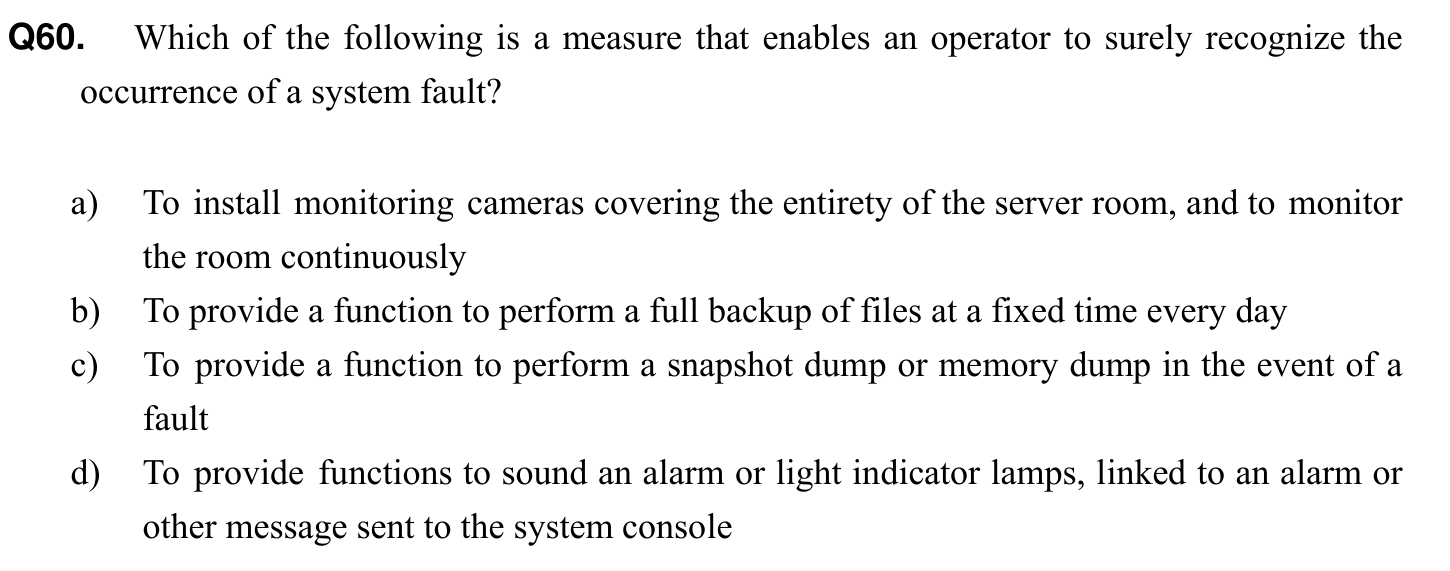 Q60. Which of the following is a measure that enables an operator to surely recognize the
occurrence of a system fault?
a) To install monitoring cameras covering the entirety of the server room, and to monitor
the room continuously
b) To provide a function to perform a full backup of files at a fixed time every day
c) To provide a function to perform a snapshot dump or memory dump in the event of a
fault
d) To provide functions to sound an alarm or light indicator lamps, linked to an alarm or
other message sent to the system console